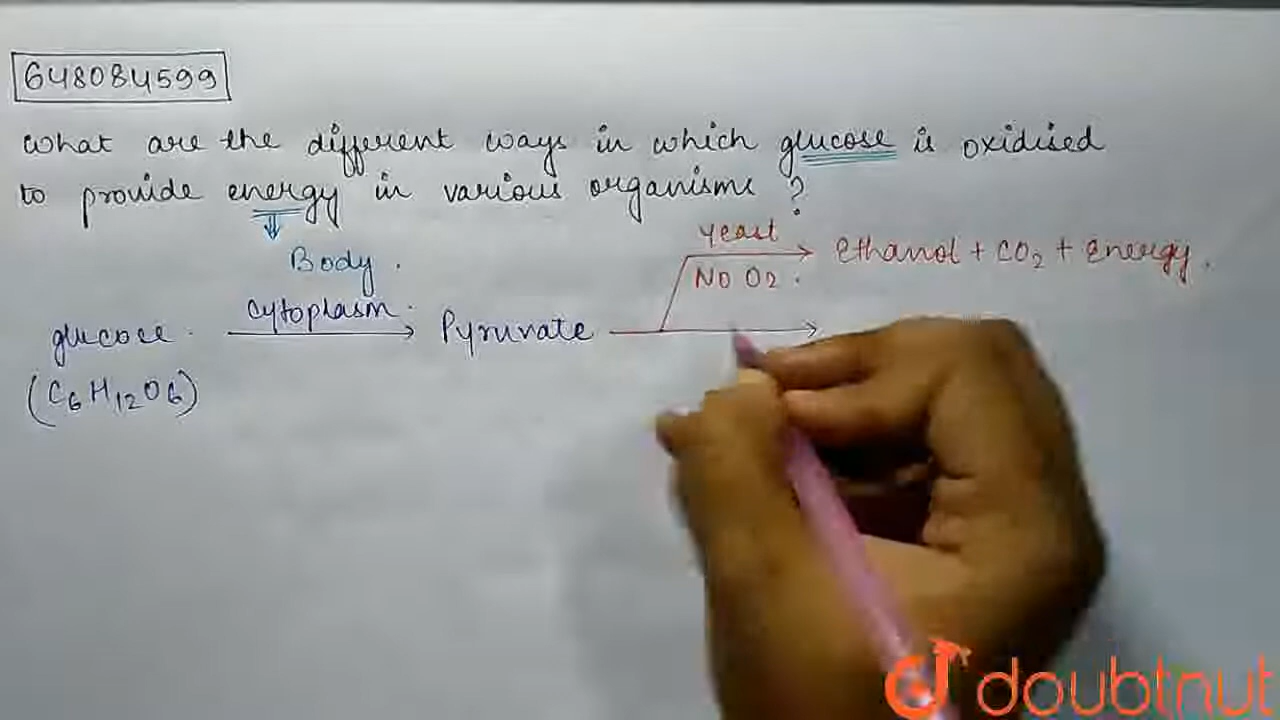 648084599
What are the different ways in which glucose is oxidised
to provide energy in various organisms ?
Body .
Yeast
No O2 .
Ethanol + CO2 + Energy .
glucose .
Cytoplasm .
Pyruvate
(C6H12O6)
doubtnut